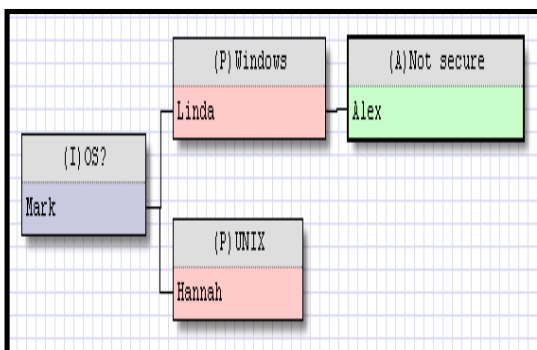 (P)Windows
Linda
(A)Not secure
Alex
(I)OS?
Mark
(P)UNIX
Hannah